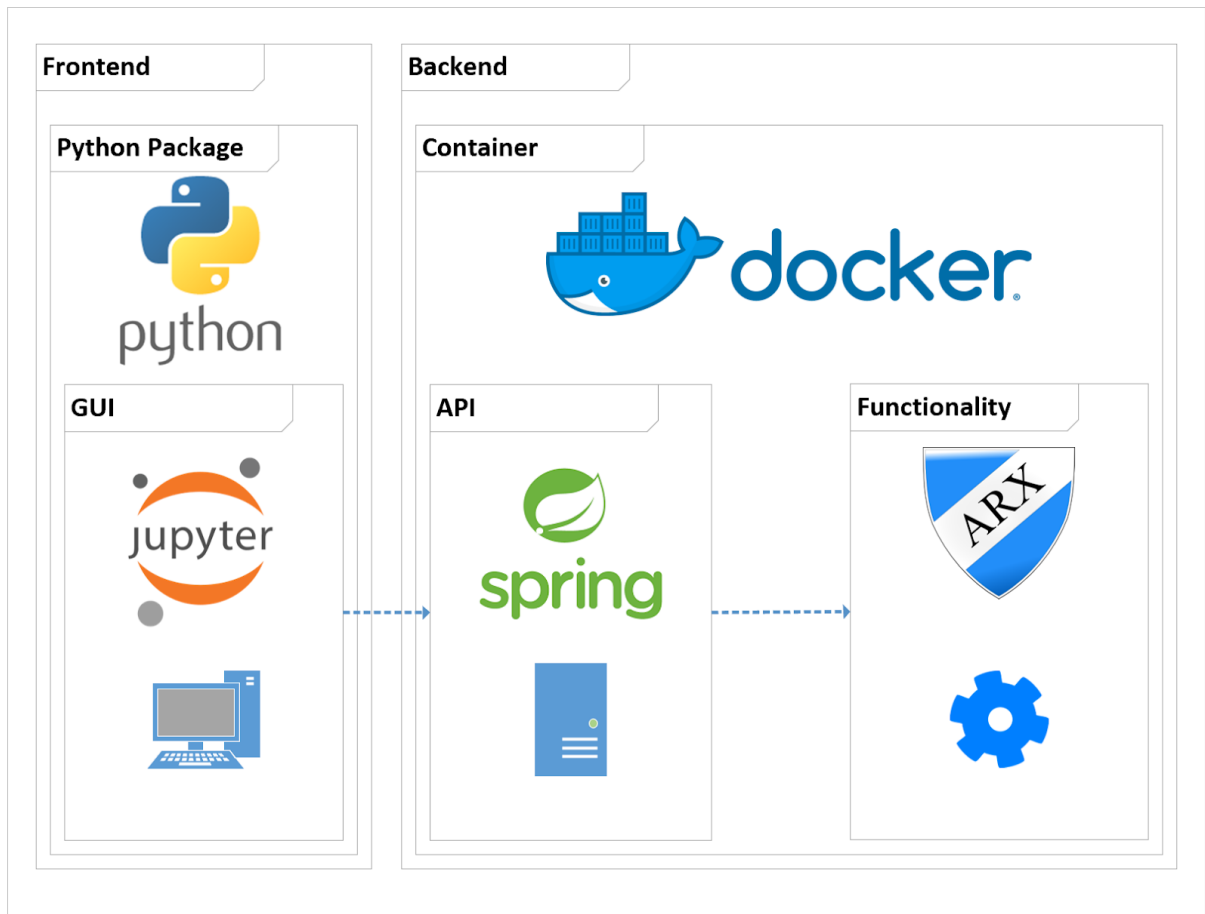 Frontend
Backend
Python Package
Container
python
docker
GUI
API
Functionality
jupyter
spring
ARX